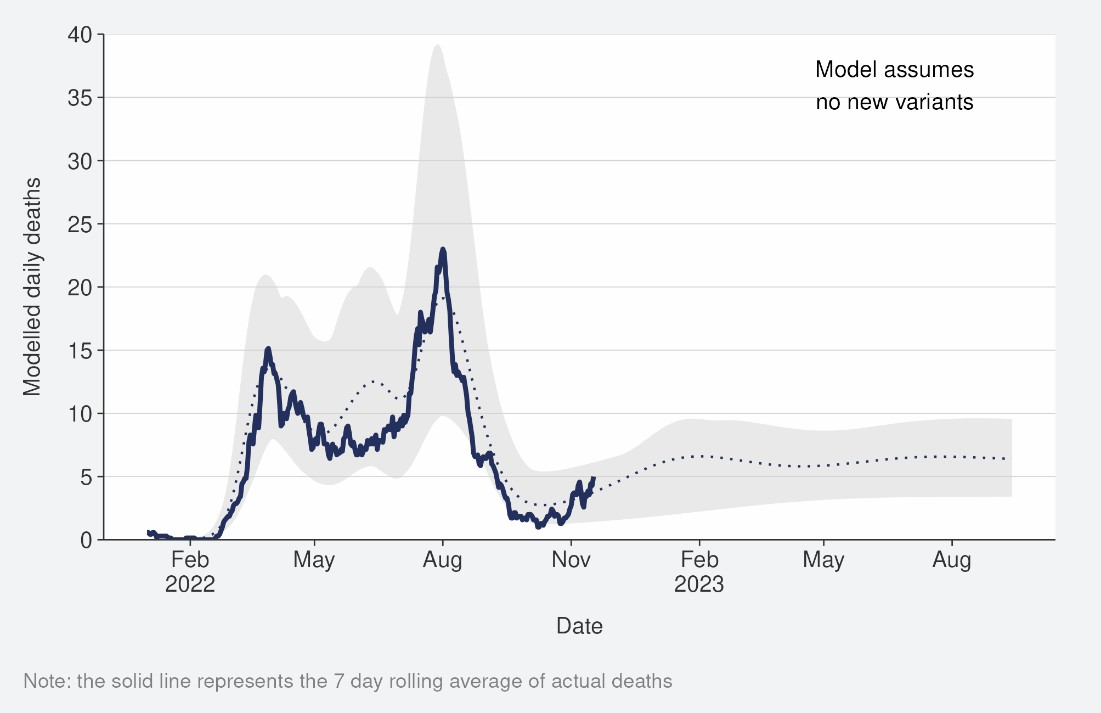 Model assumes
no new variants
Modelled daily deaths
40
35
30
25
20
15
10
5
0
Feb May Aug Nov Feb May Aug
2022 2023
Date
Note: the solid line represents the 7 day rolling average of actual deaths